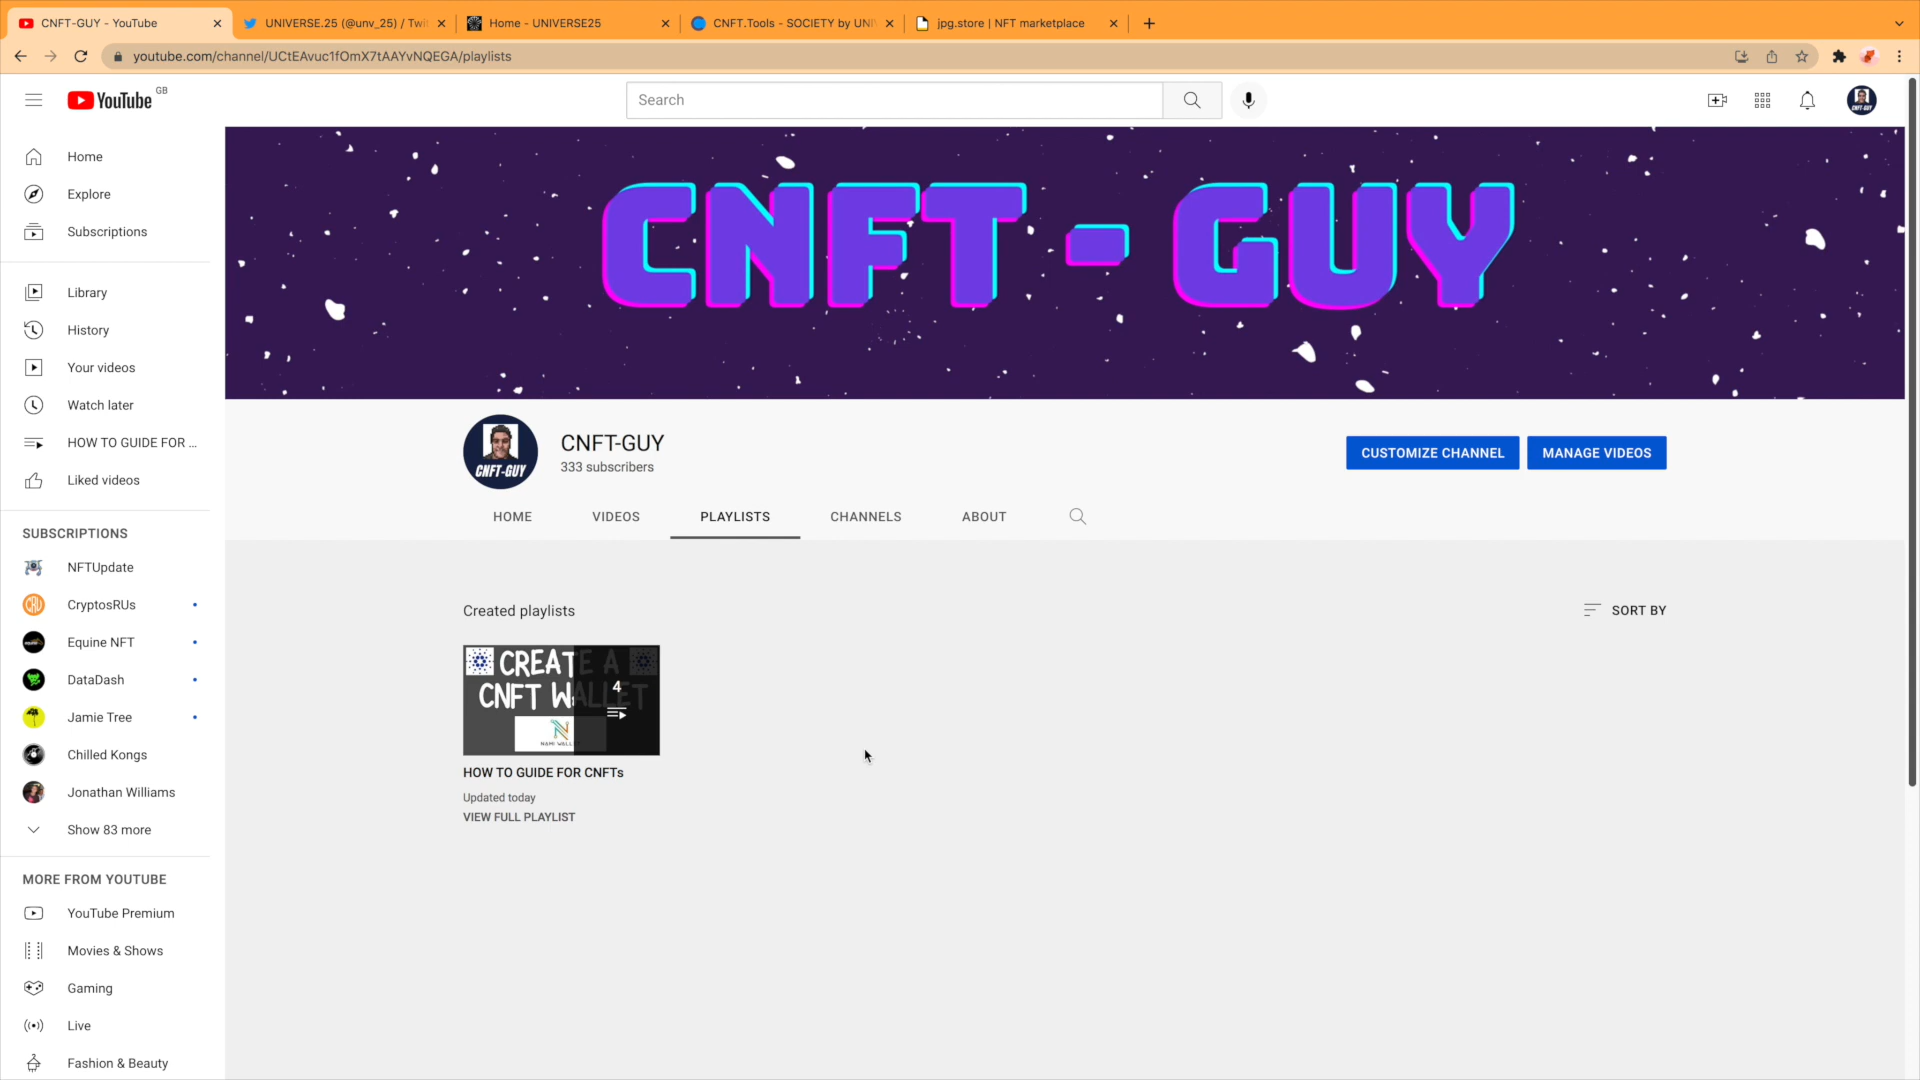 CNFT-GUY - YouTube
UNIVERSE.25 (@unv_25) / Twi
Home - UNIVERSE25
CNFT.Tools - SOCIETY by UNI
jpg.store | NFT marketplace
youtube.com/channel/UCtEAvuc1fOmX7tAAYvNQEGA/playlists
YouTube GB
Search
CNFT-GUY
Home
Explore
Subscriptions
Library
History
Your videos
Watch later
HOW TO GUIDE FOR ...
Liked videos
SUBSCRIPTIONS
NFTUpdate
CryptosRUs
Equine NFT
DataDash
Jamie Tree
Chilled Kongs
Jonathan Williams
Show 83 more
MORE FROM YOUTUBE
YouTube Premium
Movies & Shows
Gaming
Live
Fashion & Beauty
CNFT - GUY
CNFT-GUY
CNFT-GUY
333 subscribers
CUSTOMIZE CHANNEL
MANAGE VIDEOS
HOME
VIDEOS
PLAYLISTS
CHANNELS
ABOUT
Created playlists
SORT BY
CREATE A
CNFT WALLET
4
NAMI WALLET
HOW TO GUIDE FOR CNFTs
Updated today
VIEW FULL PLAYLIST